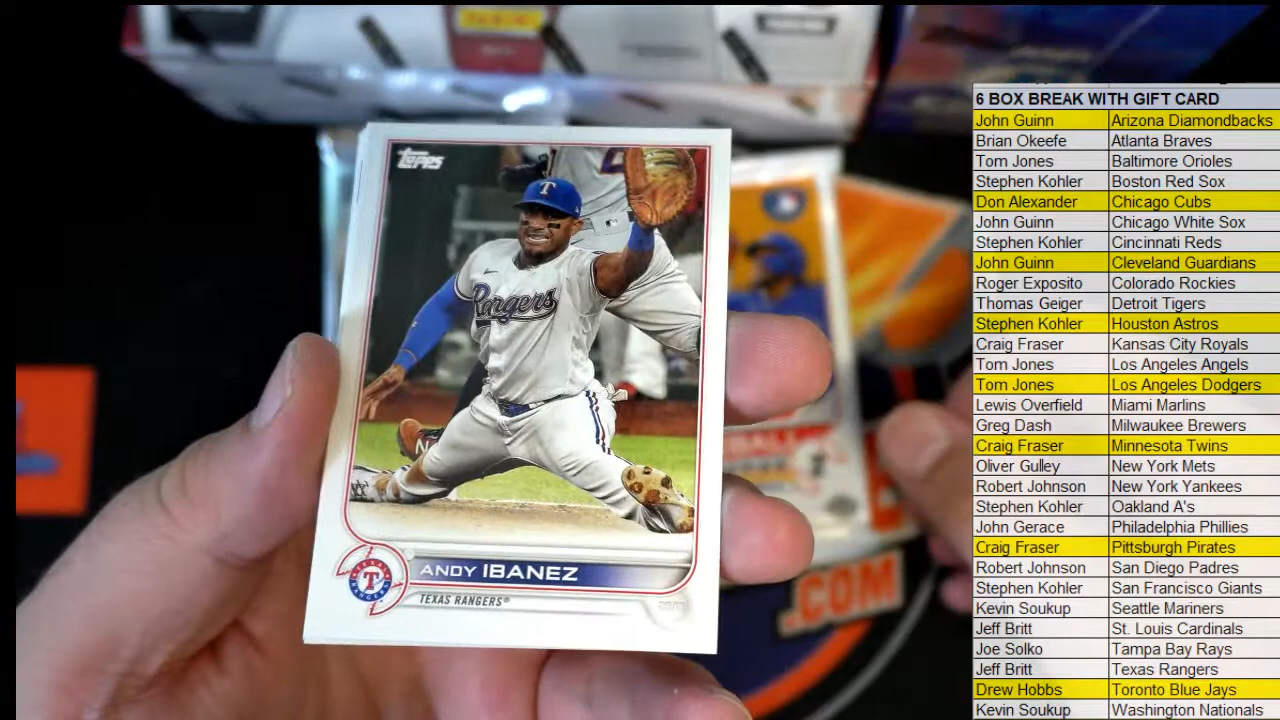 PANINI
Topps
T
Rangers
ANDY IBANEZ
TEXAS RANGERS®
.COM
6 BOX BREAK WITH GIFT CARD
John Guinn Arizona Diamondbacks
Brian Okeefe Atlanta Braves
Tom Jones Baltimore Orioles
Stephen Kohler Boston Red Sox
Don Alexander Chicago Cubs
John Guinn Chicago White Sox
Stephen Kohler Cincinnati Reds
John Guinn Cleveland Guardians
Roger Exposito Colorado Rockies
Thomas Geiger Detroit Tigers
Stephen Kohler Houston Astros
Craig Fraser Kansas City Royals
Tom Jones Los Angeles Angels
Tom Jones Los Angeles Dodgers
Lewis Overfield Miami Marlins
Greg Dash Milwaukee Brewers
Craig Fraser Minnesota Twins
Oliver Gulley New York Mets
Robert Johnson New York Yankees
Stephen Kohler Oakland A's
John Gerace Philadelphia Phillies
Craig Fraser Pittsburgh Pirates
Robert Johnson San Diego Padres
Stephen Kohler San Francisco Giants
Kevin Soukup Seattle Mariners
Jeff Britt St. Louis Cardinals
Joe Solko Tampa Bay Rays
Jeff Britt Texas Rangers
Drew Hobbs Toronto Blue Jays
Kevin Soukup Washington Nationals